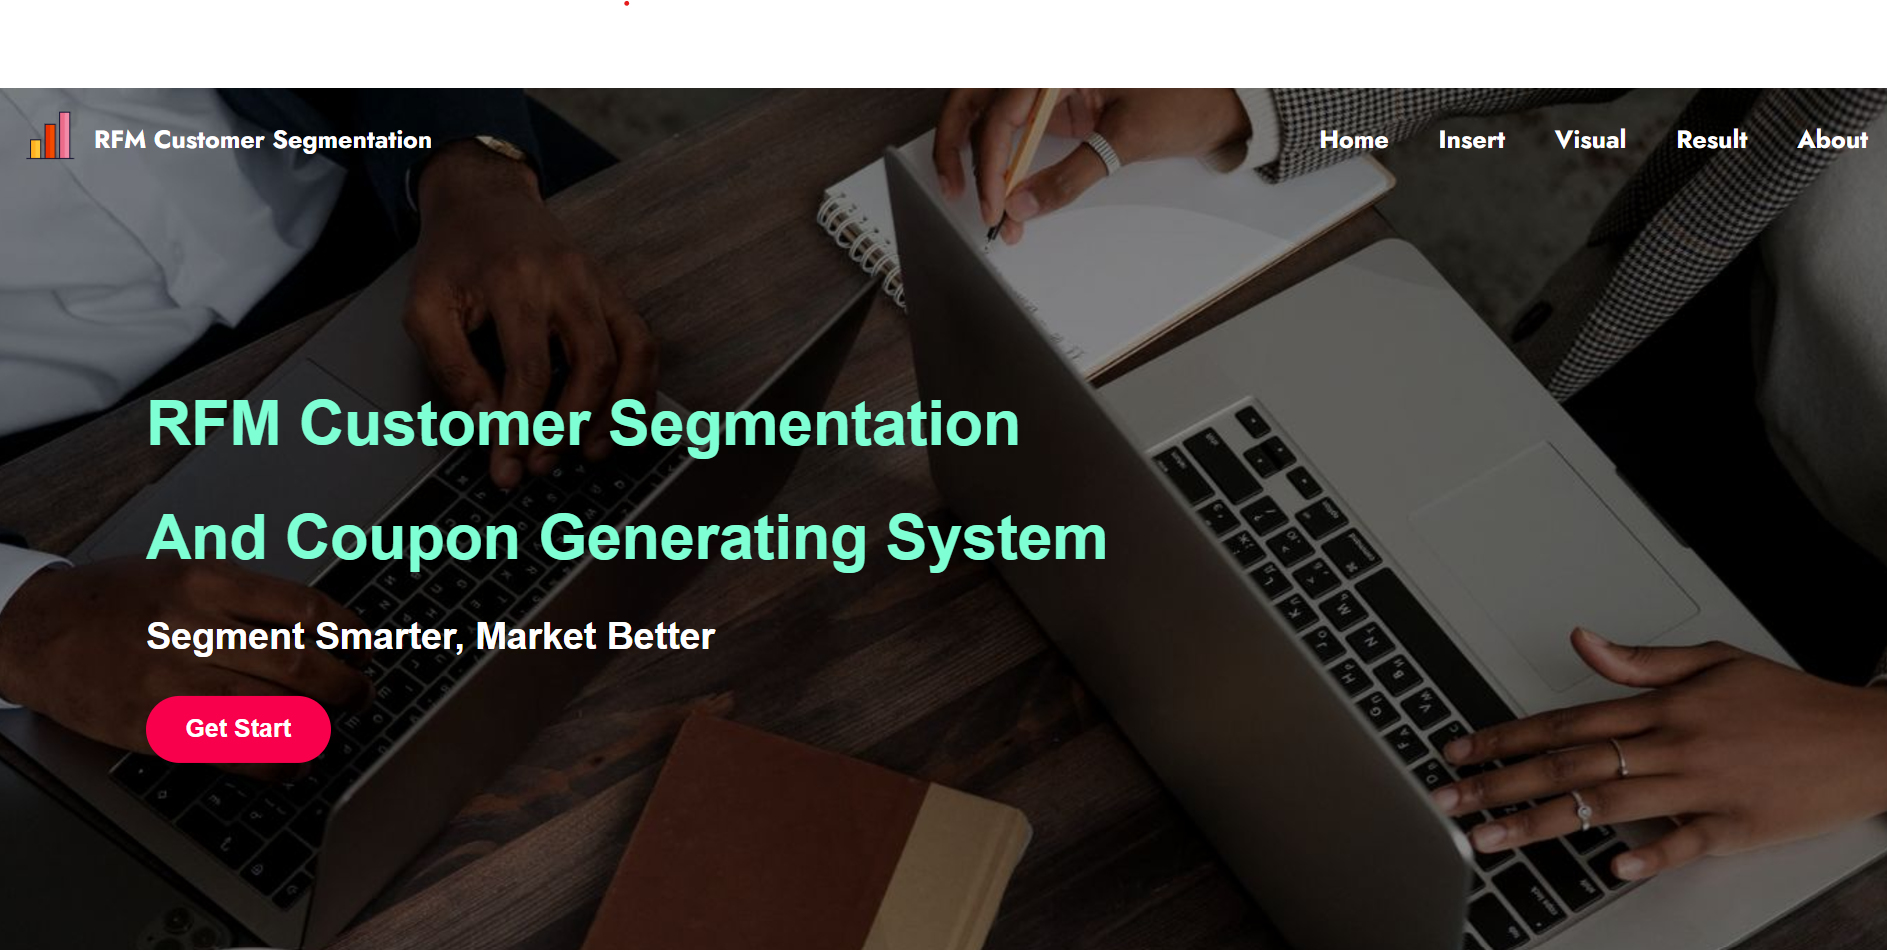 RFM Customer Segmentation
Home Insert Visual Result About
RFM Customer Segmentation
And Coupon Generating System
Segment Smarter, Market Better
Get Start